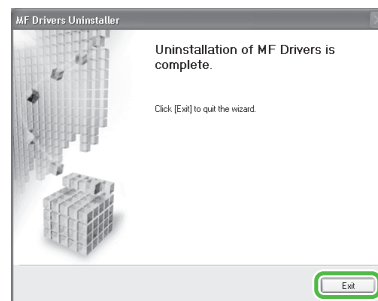 MF Drivers Uninstaller
Uninstallation of MF Drivers is
complete.
Click [Exit] to quit the wizard.
Exit